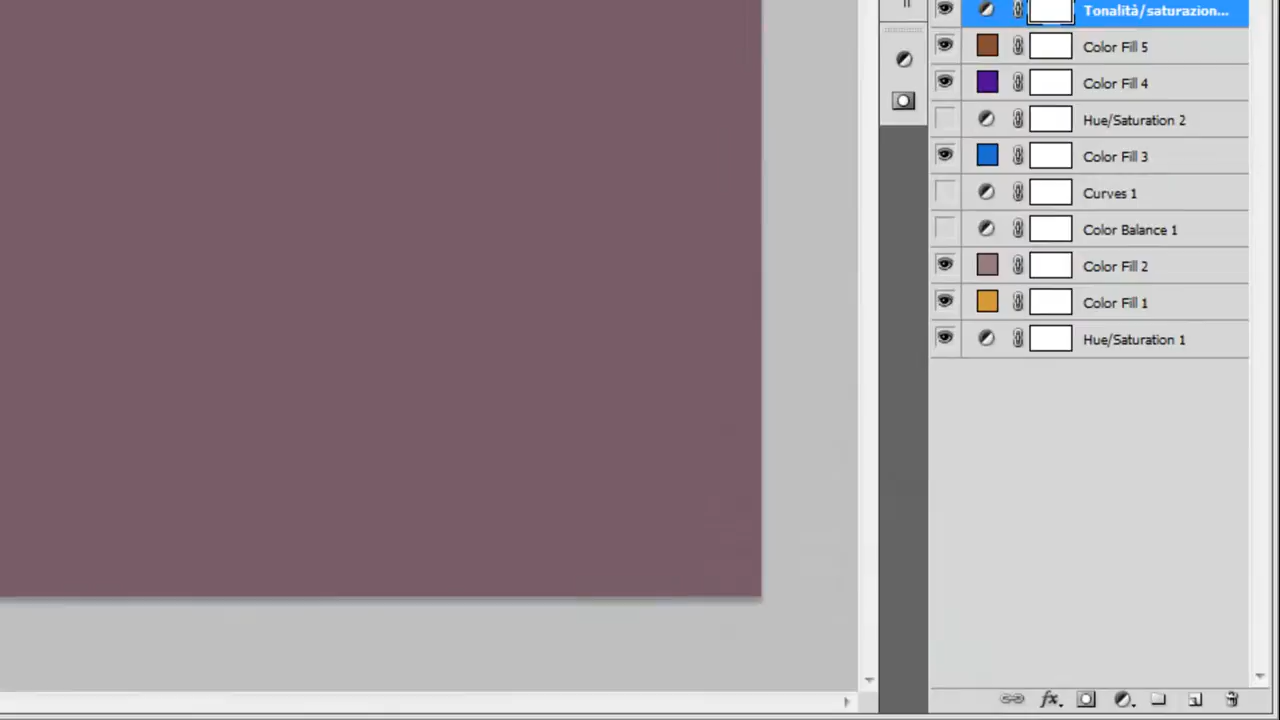 Tonalità/saturazion...
Color Fill 5
Color Fill 4
Hue/Saturation 2
Color Fill 3
Curves 1
Color Balance 1
Color Fill 2
Color Fill 1
Hue/Saturation 1
fx.